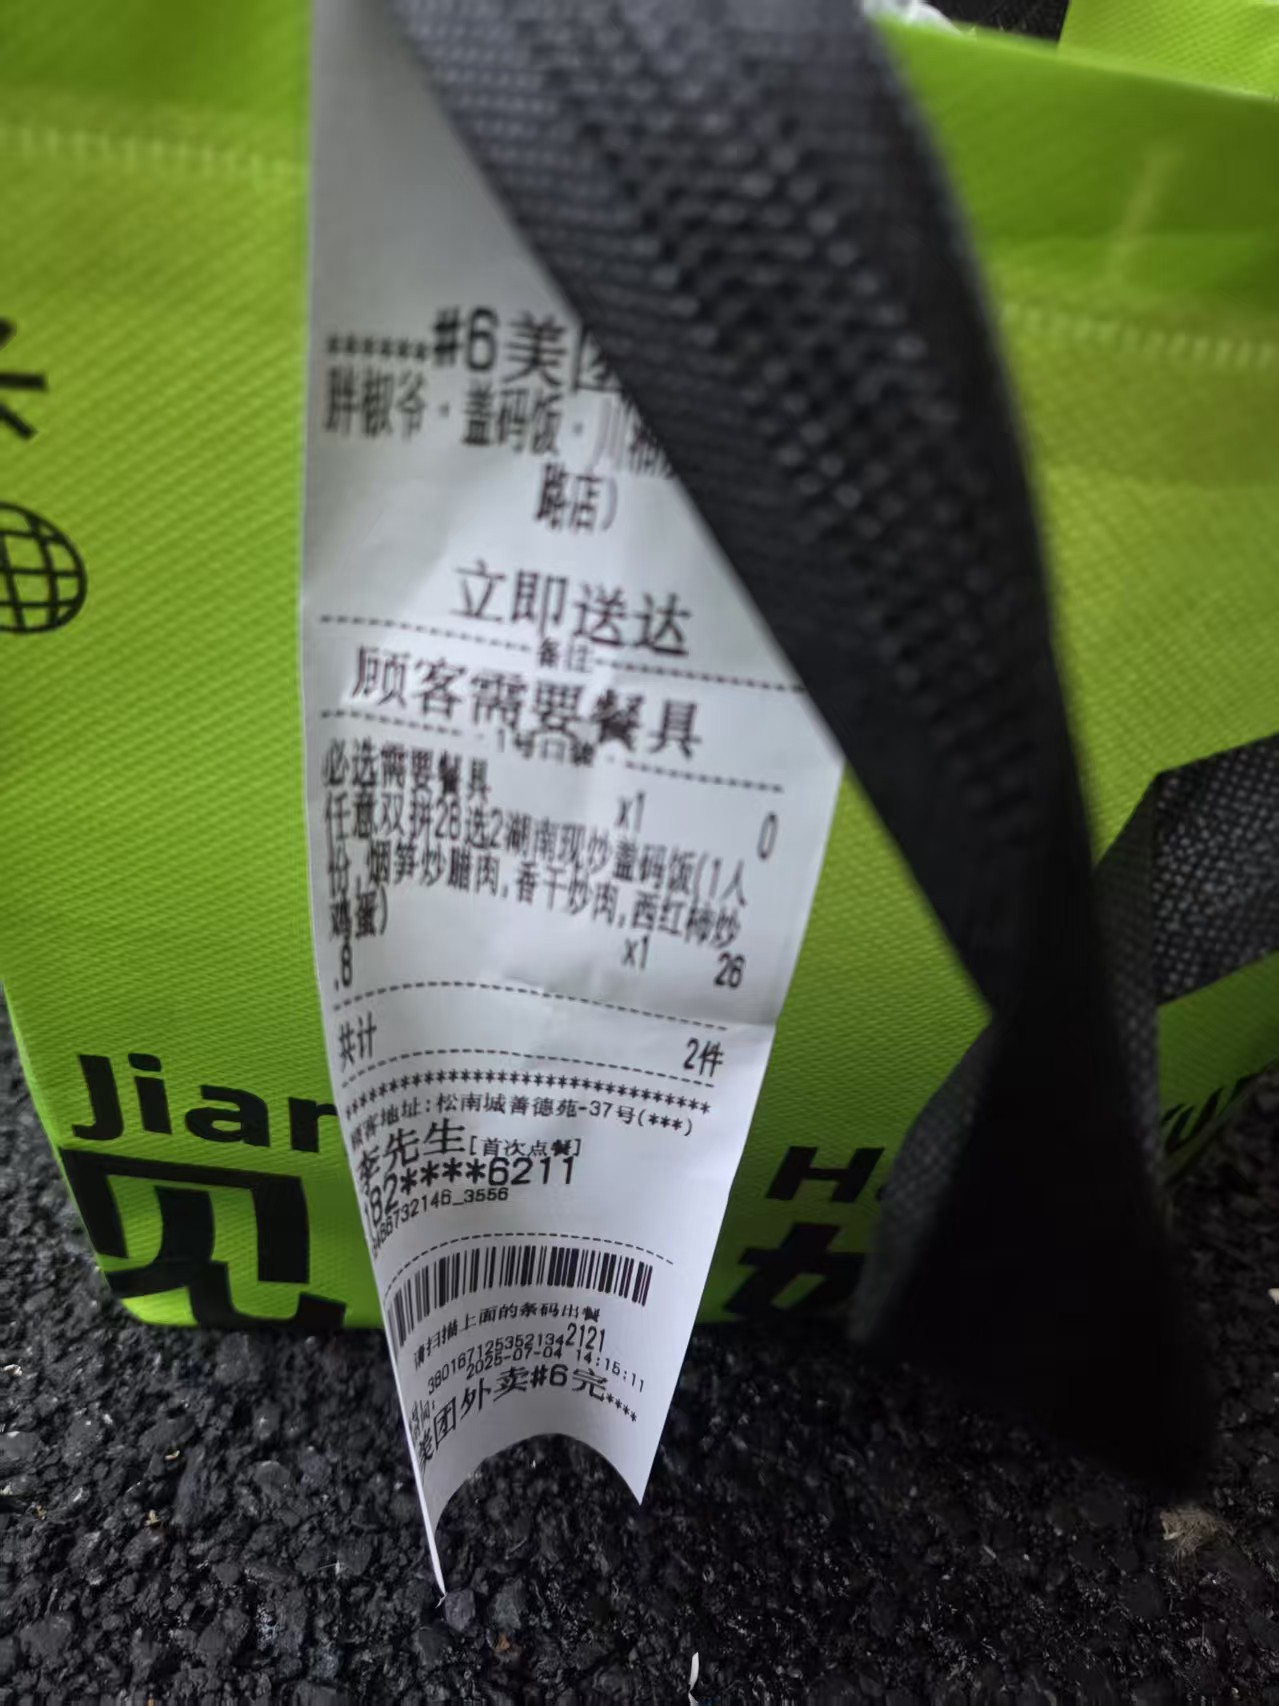 ******#6美团
胖椒爷·盖码饭·川湘
路店)
立即送达
备注
顾客需要餐具
1号口袋
必选需要餐具
x1 0
任意双拼28选2湖南现炒盖码饭(1人
份,烟笋炒腊肉,香干炒肉,西红柿炒
鸡蛋)
x1 26
.8
共计 2件
**********************************
顾客地址:松南城善德苑-37号(***)
李先生[首次点餐]
182****6211
732146_3556
请扫描上面的条码出餐
3801671253521342121
时间: 2025-07-04 14:15:11
美团外卖#6完****
Jian
见
H